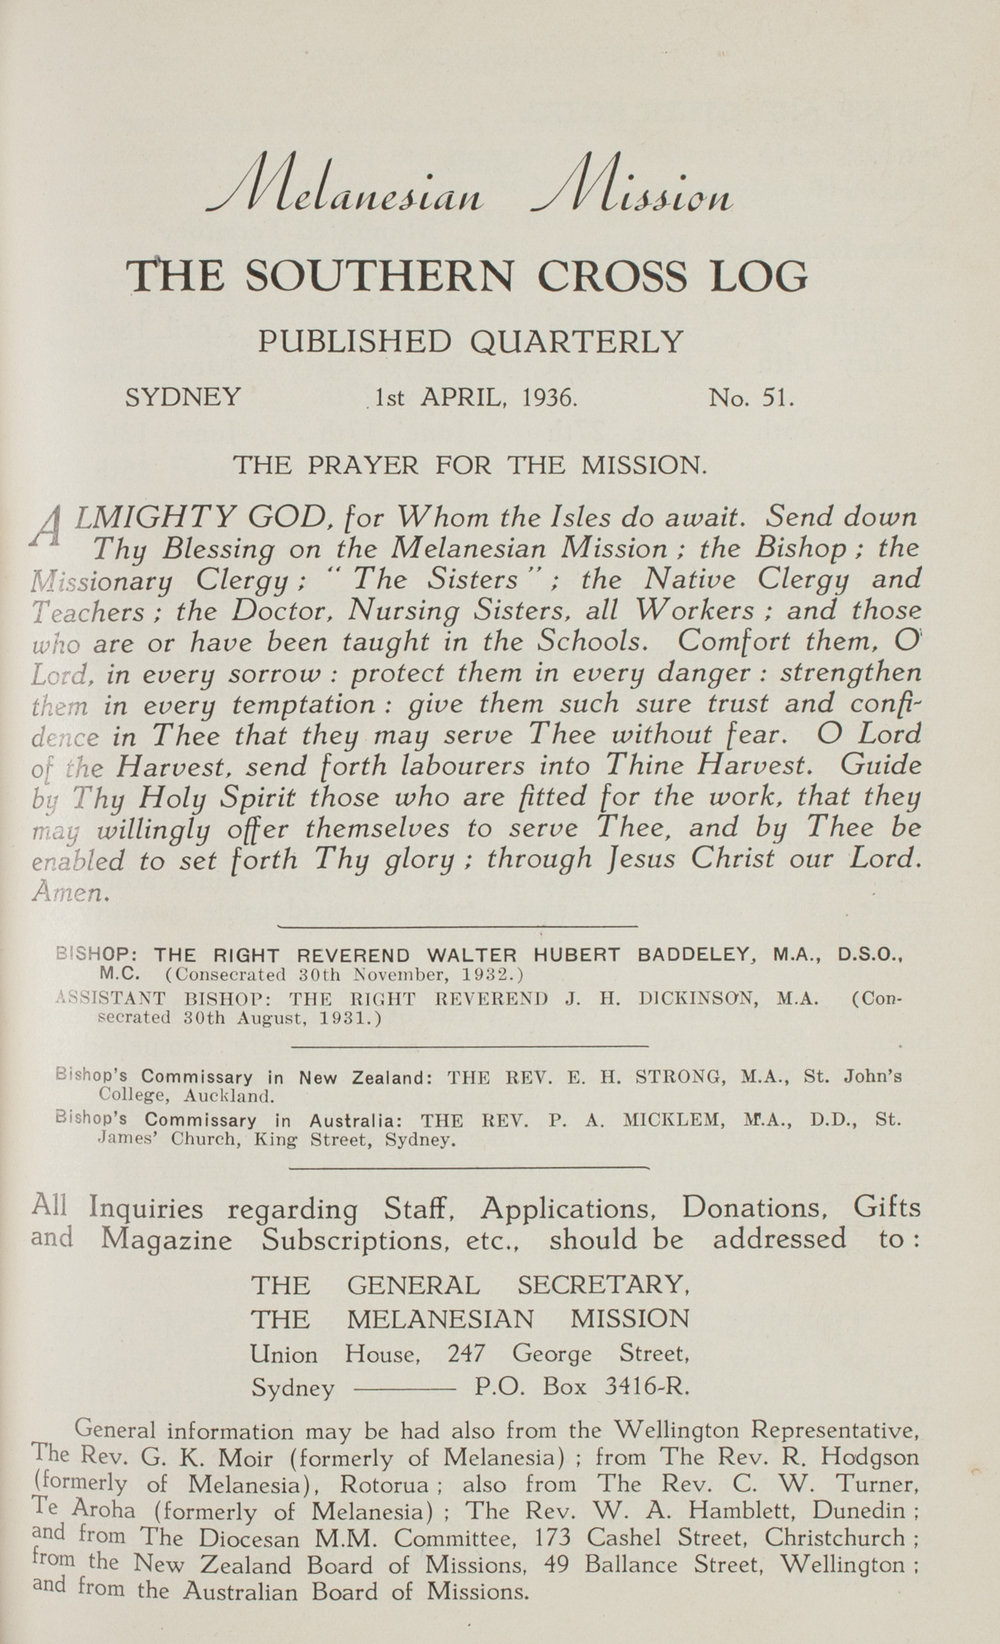 Melanesian Mission
THE SOUTHERN CROSS LOG
PUBLISHED QUARTERLY
SYDNEY 1st APRIL, 1936. No. 51.
THE PRAYER FOR THE MISSION.
ALMIGHTY GOD, for Whom the Isles do await. Send down
Thy Blessing on the Melanesian Mission ; the Bishop ; the
Missionary Clergy ; " The Sisters " ; the Native Clergy and
Teachers ; the Doctor, Nursing Sisters, all Workers ; and those
who are or have been taught in the Schools. Comfort them, O
Lord, in every sorrow : protect them in every danger : strengthen
them in every temptation : give them such sure trust and confi-
dence in Thee that they may serve Thee without fear. O Lord
of the Harvest, send forth labourers into Thine Harvest. Guide
by Thy Holy Spirit those who are fitted for the work, that they
may willingly offer themselves to serve Thee, and by Thee be
enabled to set forth Thy glory ; through Jesus Christ our Lord.
Amen.
BISHOP: THE RIGHT REVEREND WALTER HUBERT BADDELEY, M.A., D.S.O.,
M.C. (Consecrated 30th November, 1932.)
ASSISTANT BISHOP: THE RIGHT REVEREND J. H. DICKINSON, M.A. (Con-
secrated 30th August, 1931.)
Bishop's Commissary in New Zealand: THE REV. E. H. STRONG, M.A., St. John's
College, Auckland.
Bishop's Commissary in Australia: THE REV. P. A. MICKLEM, M.A., D.D., St.
James' Church, King Street, Sydney.
All Inquiries regarding Staff, Applications, Donations, Gifts
and Magazine Subscriptions, etc., should be addressed to :
THE GENERAL SECRETARY,
THE MELANESIAN MISSION
Union House, 247 George Street,
Sydney ——— P.O. Box 3416-R.
General information may be had also from the Wellington Representative,
The Rev. G. K. Moir (formerly of Melanesia) ; from The Rev. R. Hodgson
(formerly of Melanesia), Rotorua ; also from The Rev. C. W. Turner,
Te Aroha (formerly of Melanesia) ; The Rev. W. A. Hamblett, Dunedin ;
and from The Diocesan M.M. Committee, 173 Cashel Street, Christchurch ;
from the New Zealand Board of Missions, 49 Ballance Street, Wellington ;
and from the Australian Board of Missions.